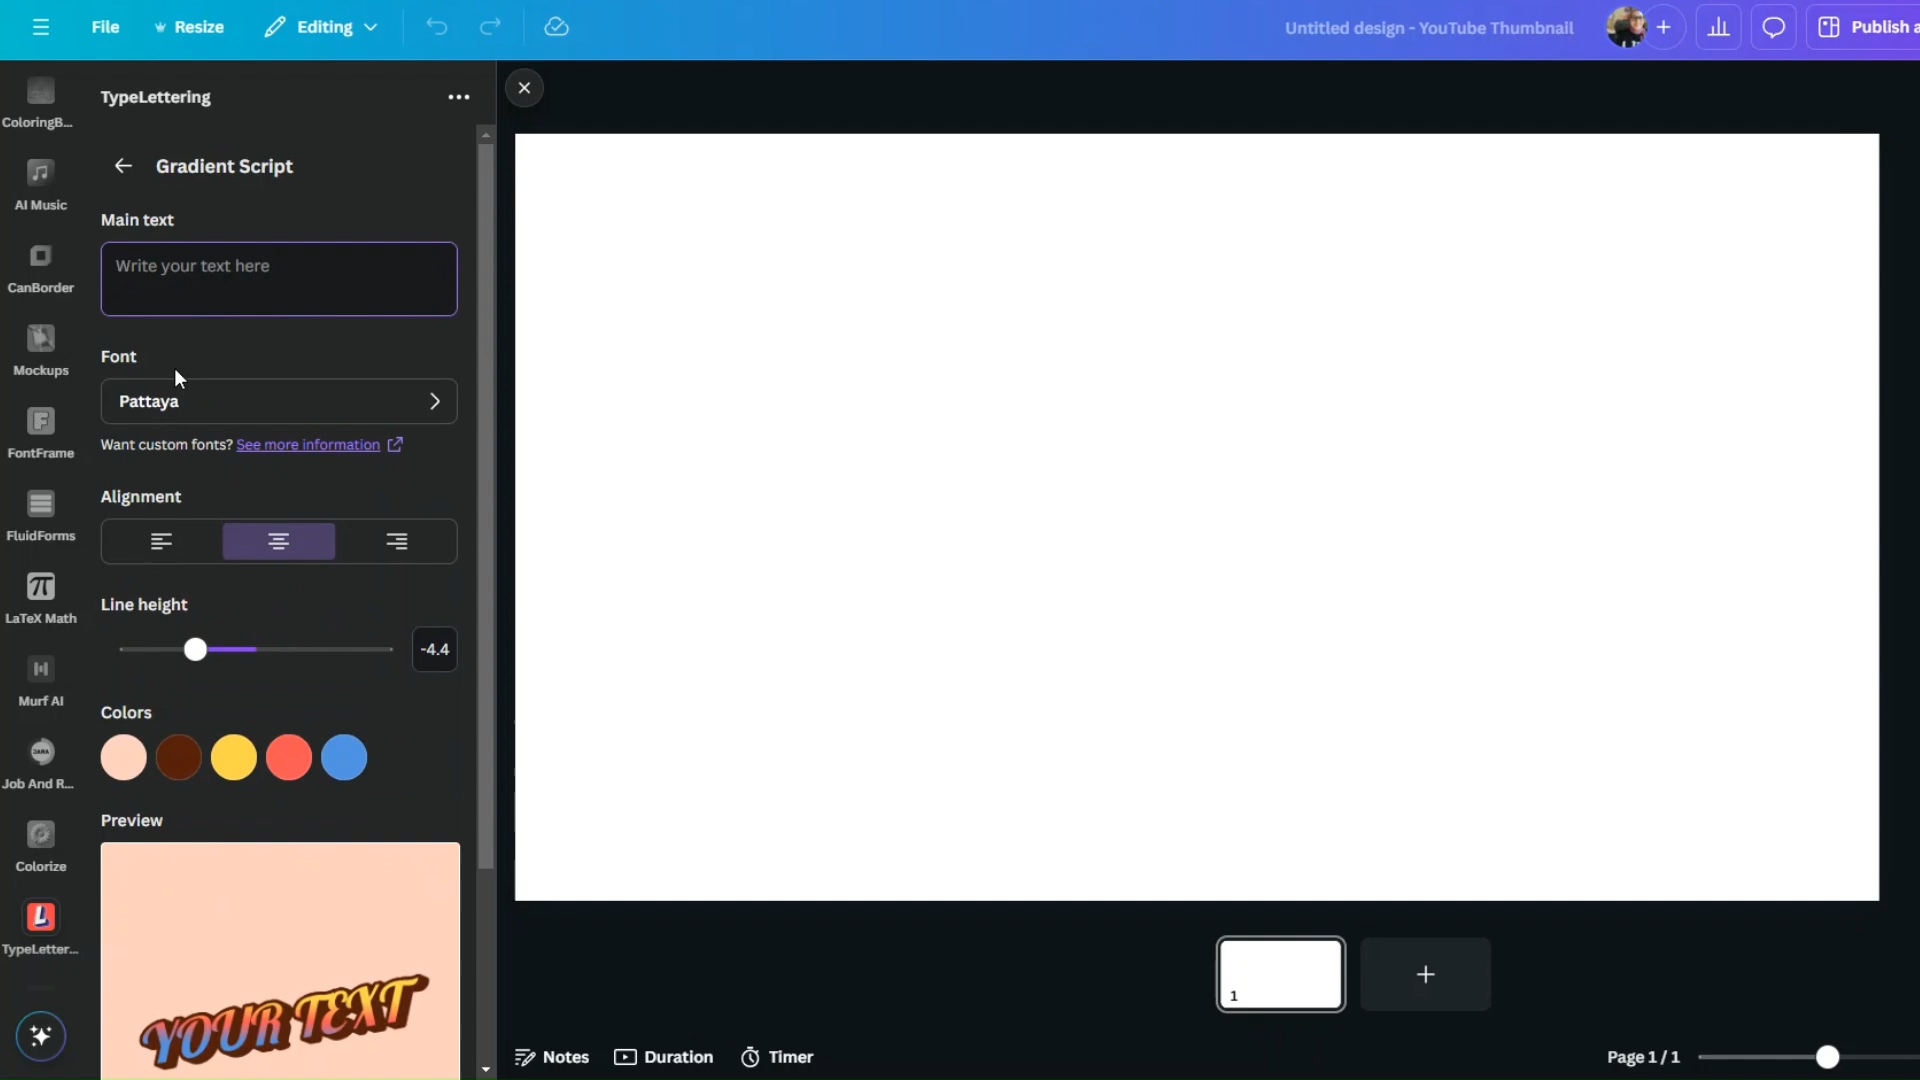 File
Resize
Editing
Untitled design - YouTube Thumbnail
Publish a
ColoringB...
AI Music
CanBorder
Mockups
FontFrame
FluidForms
LaTeX Math
Murf AI
JARA
Job And R...
Colorize
TypeLetter...
TypeLettering
Gradient Script
Main text
Write your text here
Font
Pattaya
Want custom fonts? See more information
Alignment
Line height
-4.4
Colors
Preview
YOUR TEXT
1
Notes
Duration
Timer
Page 1 / 1